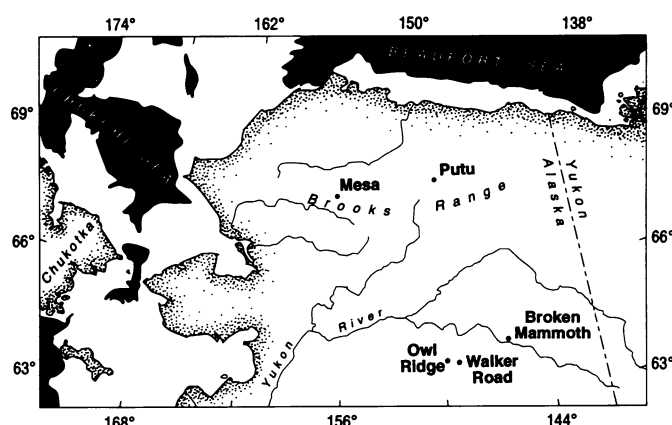 174° 162° 150° 138°
BEAUFORT SEA
69° 69°
Mesa
Putu
Brooks Range
Yukon
Alaska
Chukotka
66° 66°
Broken
Mammoth
Yukon River
Owl
Ridge
Walker
Road
63° 63°
168° 156° 144°